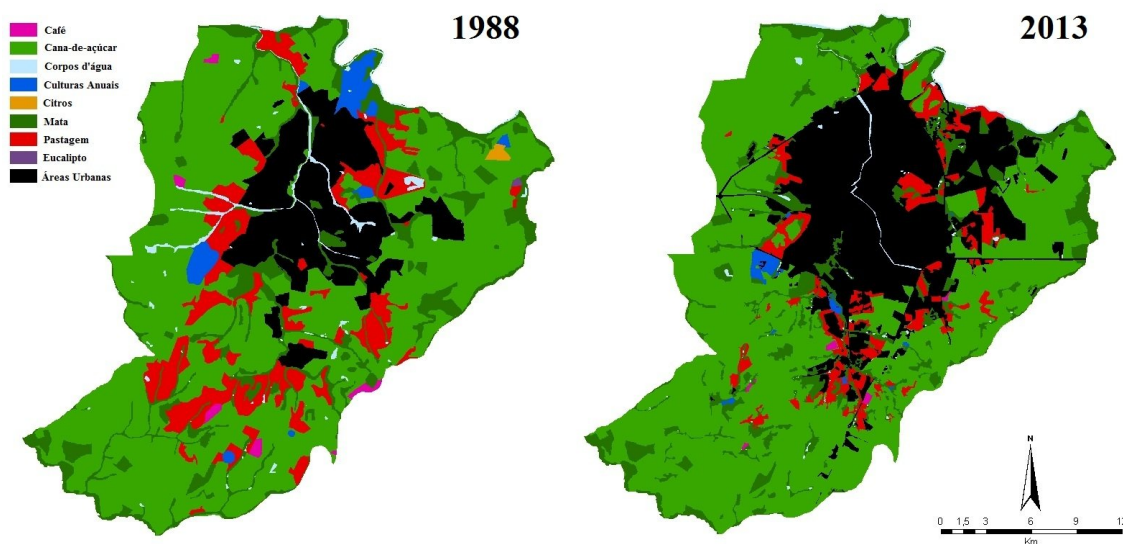 1988
2013
Café
Cana-de-açúcar
Corpos d'água
Culturas Anuais
Citros
Mata
Pastagem
Eucalipto
Áreas Urbanas
N
0 1,5 3 6 9 12
Km